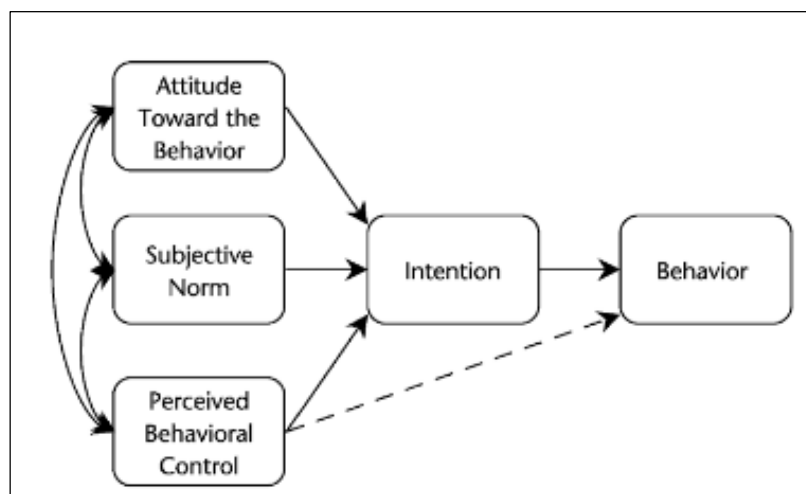 Attitude
Toward the
Behavior
Subjective
Norm
Intention
Behavior
Perceived
Behavioral
Control